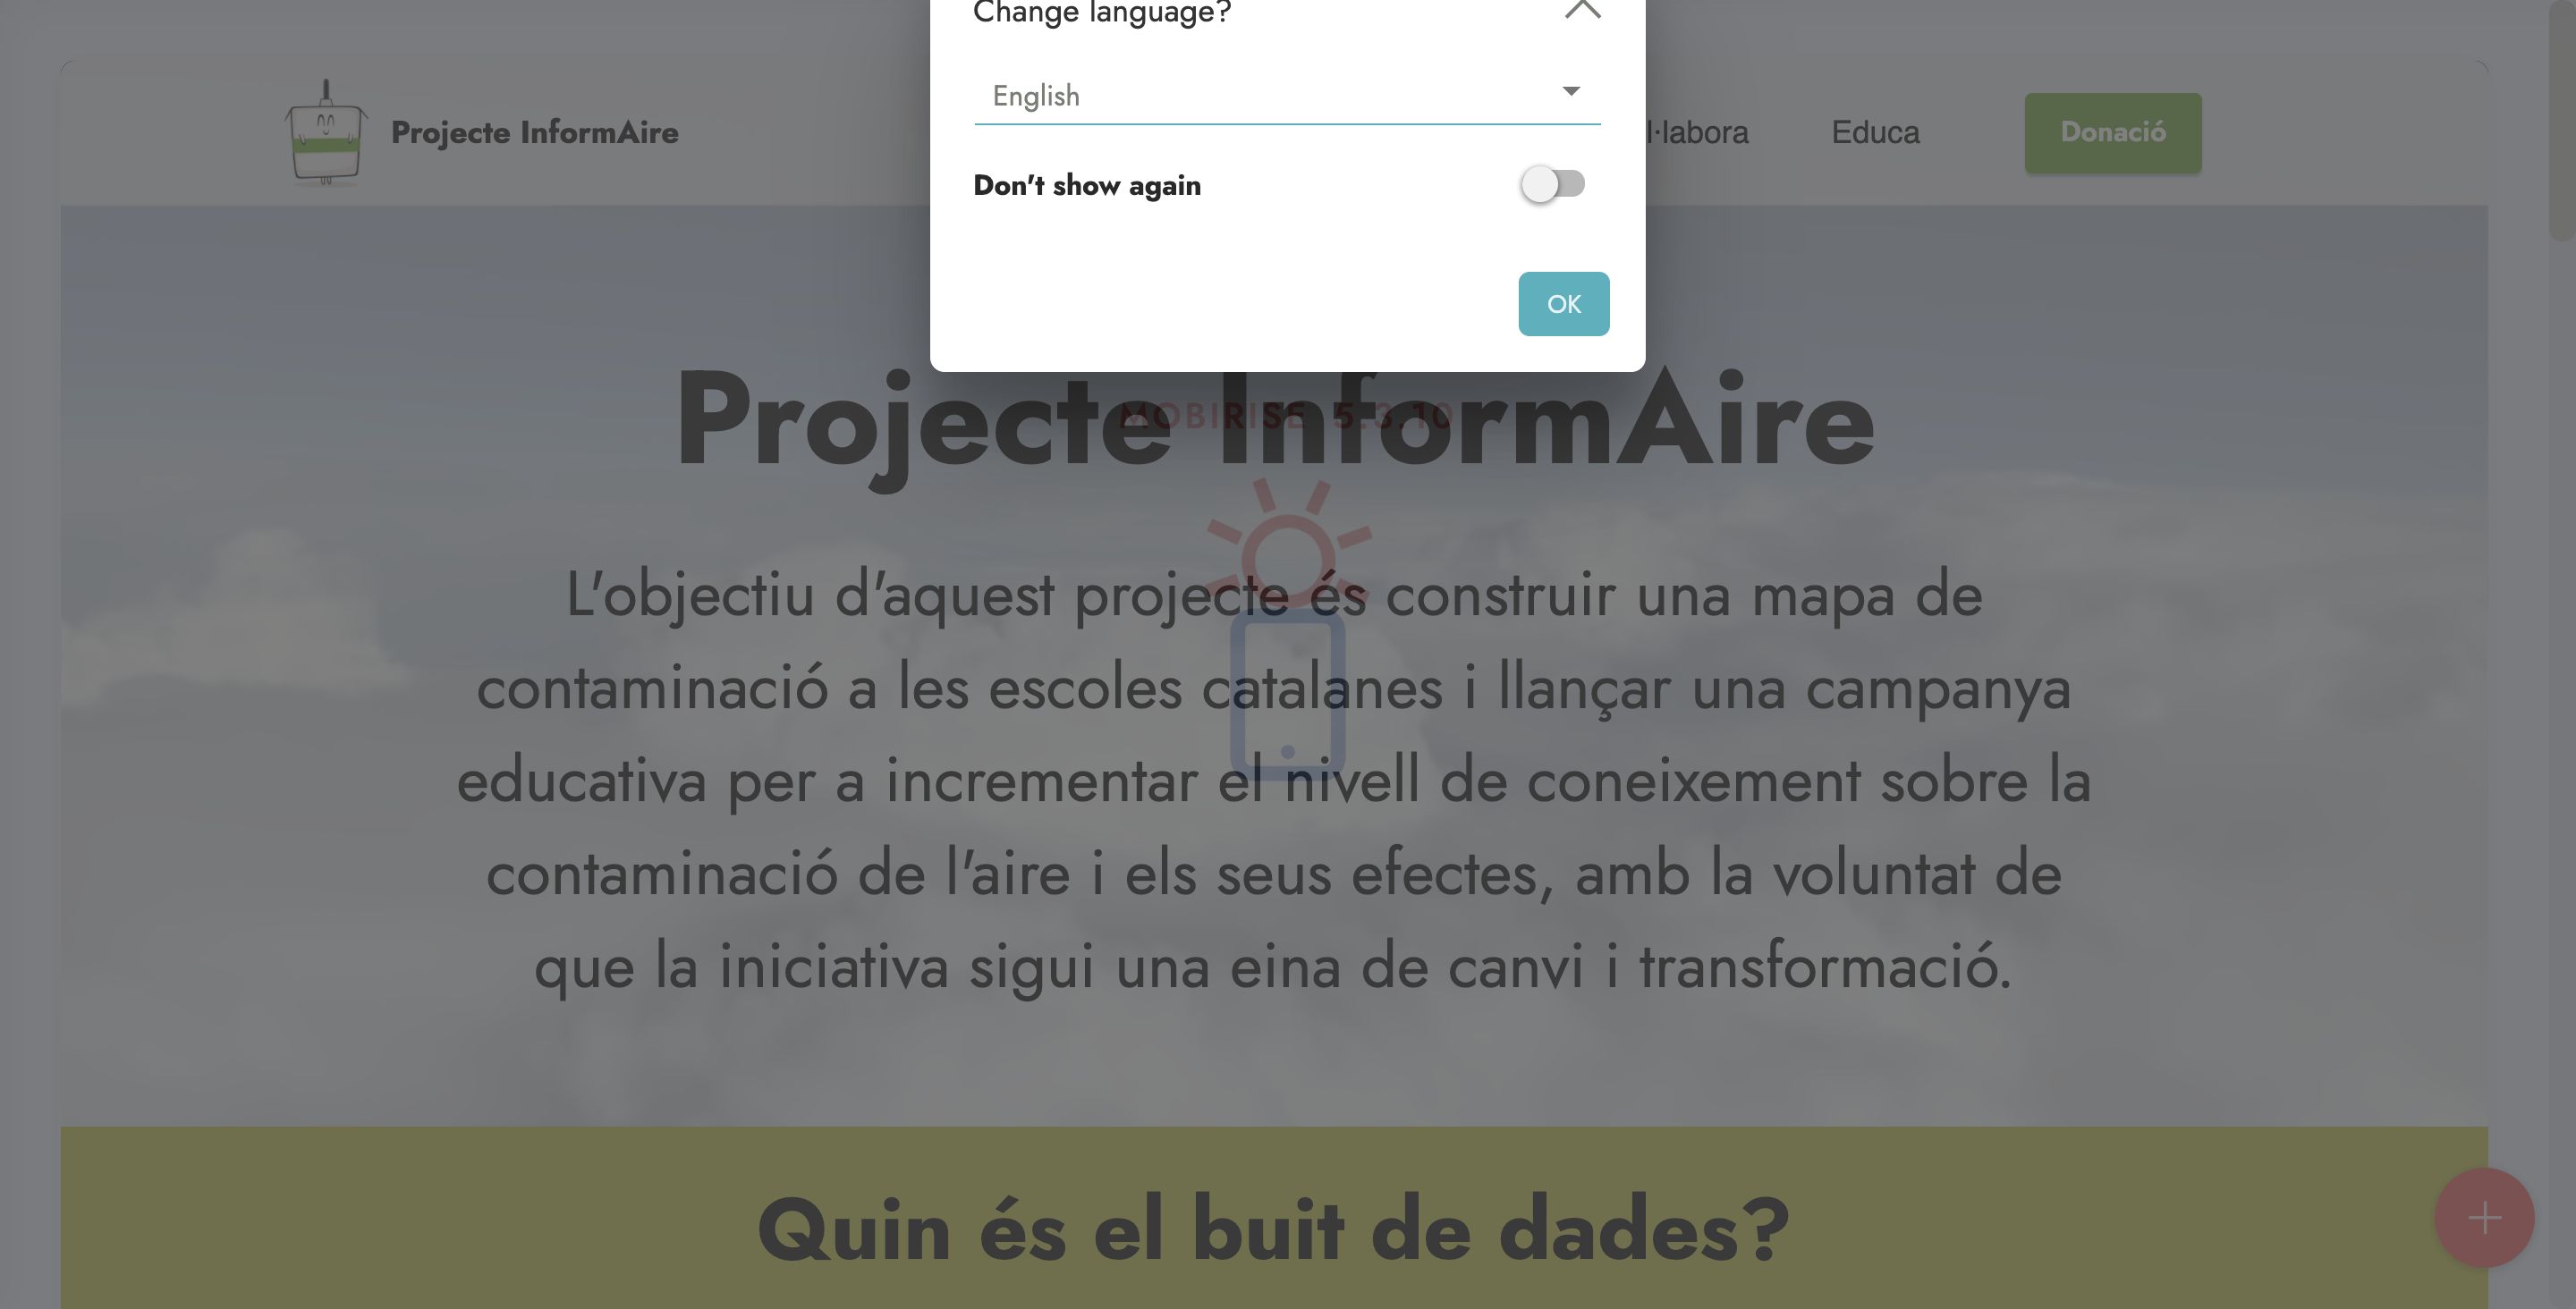 Change language?
English
Don't show again
OK
Projecte InformAire
l·labora
Educa
Donació
Projecte InformAire
MOBIRISE 5.3.10
L'objectiu d'aquest projecte és construir una mapa de
contaminació a les escoles catalanes i llançar una campanya
educativa per a incrementar el nivell de coneixement sobre la
contaminació de l'aire i els seus efectes, amb la voluntat de
que la iniciativa sigui una eina de canvi i transformació.
Quin és el buit de dades?